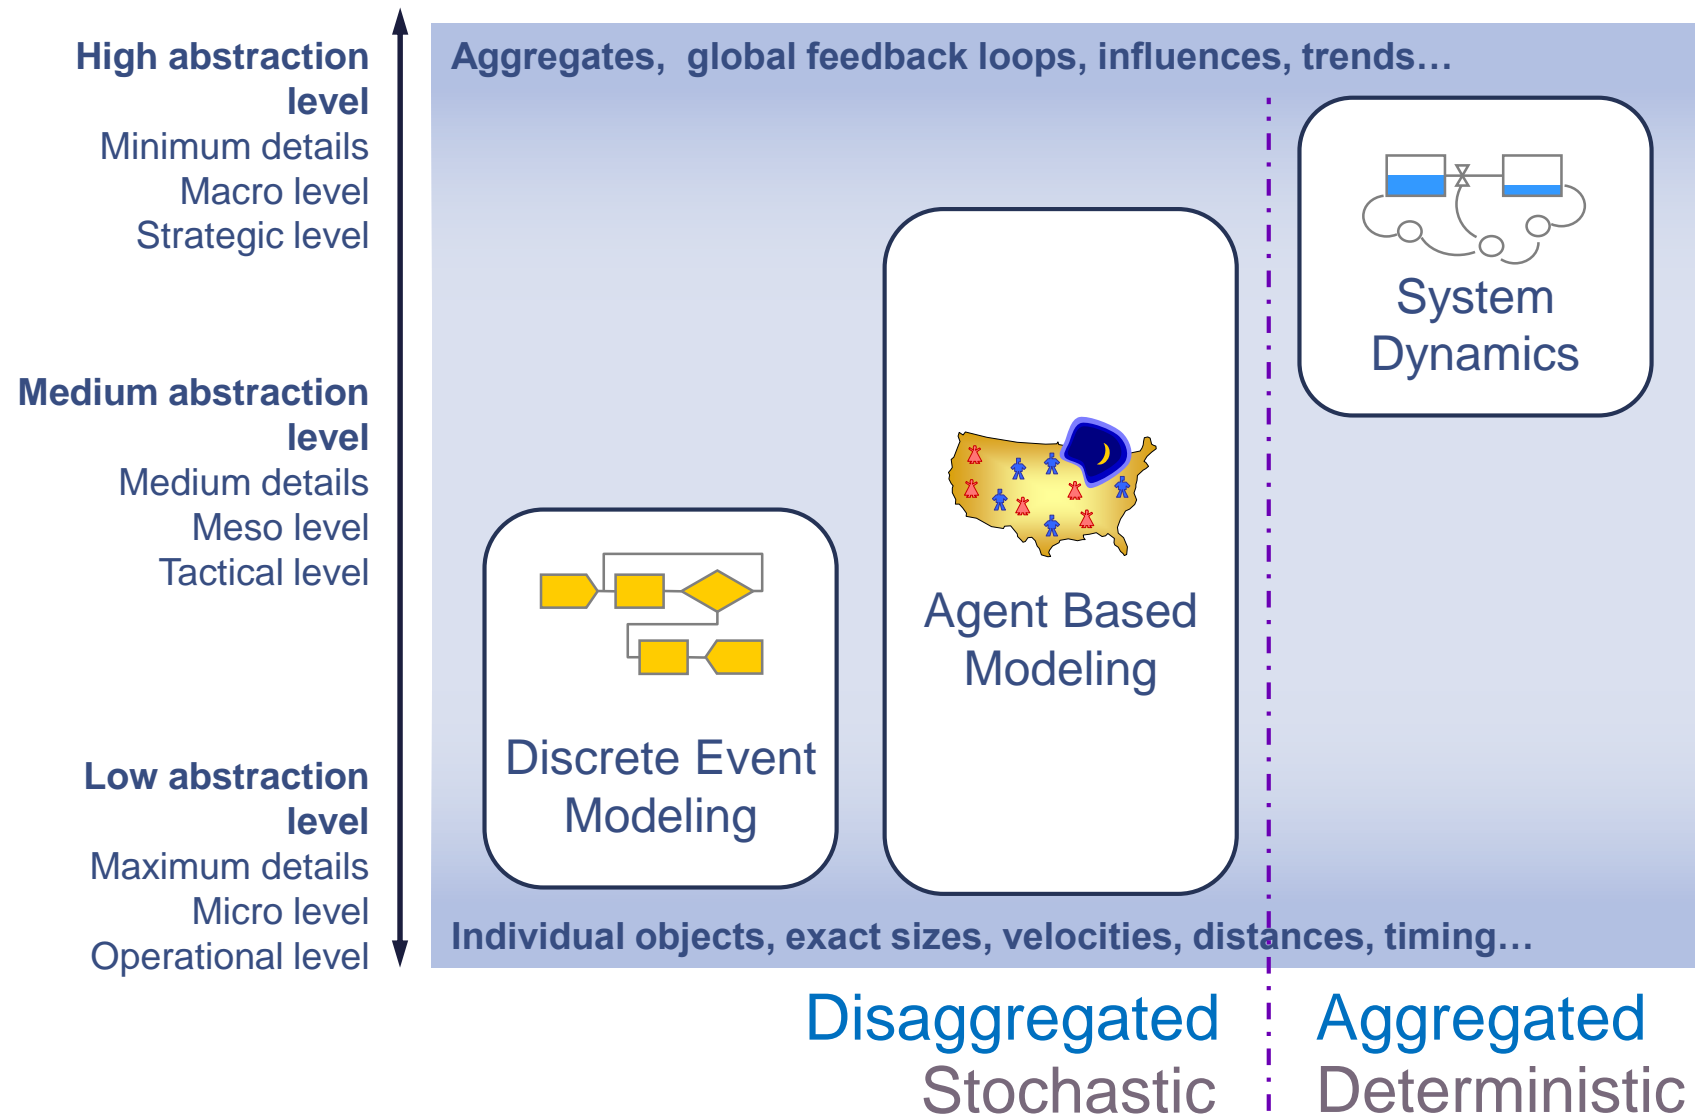 High abstraction
level
Minimum details
Macro level
Strategic level
Medium abstraction
level
Medium details
Meso level
Tactical level
Low abstraction
level
Maximum details
Micro level
Operational level
Aggregates,  global feedback loops, influences, trends…
System
Dynamics
Agent Based
Modeling
Discrete Event
Modeling
Individual objects, exact sizes, velocities, distances, timing…
Disaggregated
Stochastic
Aggregated
Deterministic